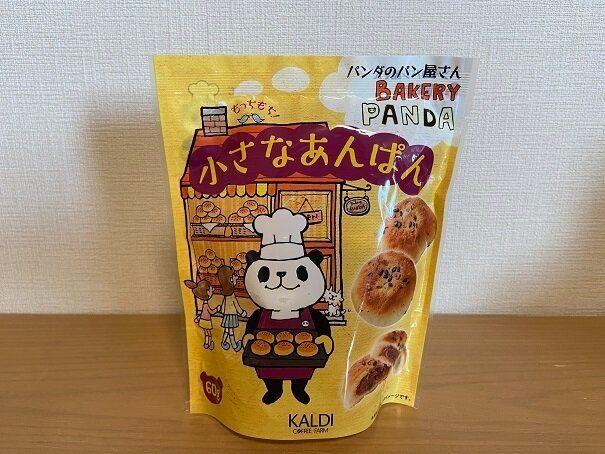 パンダのパン屋さん
BAKERY
PANDA
もっちもち!
小さなあんぱん
60g
KALDI
COFFEE FARM